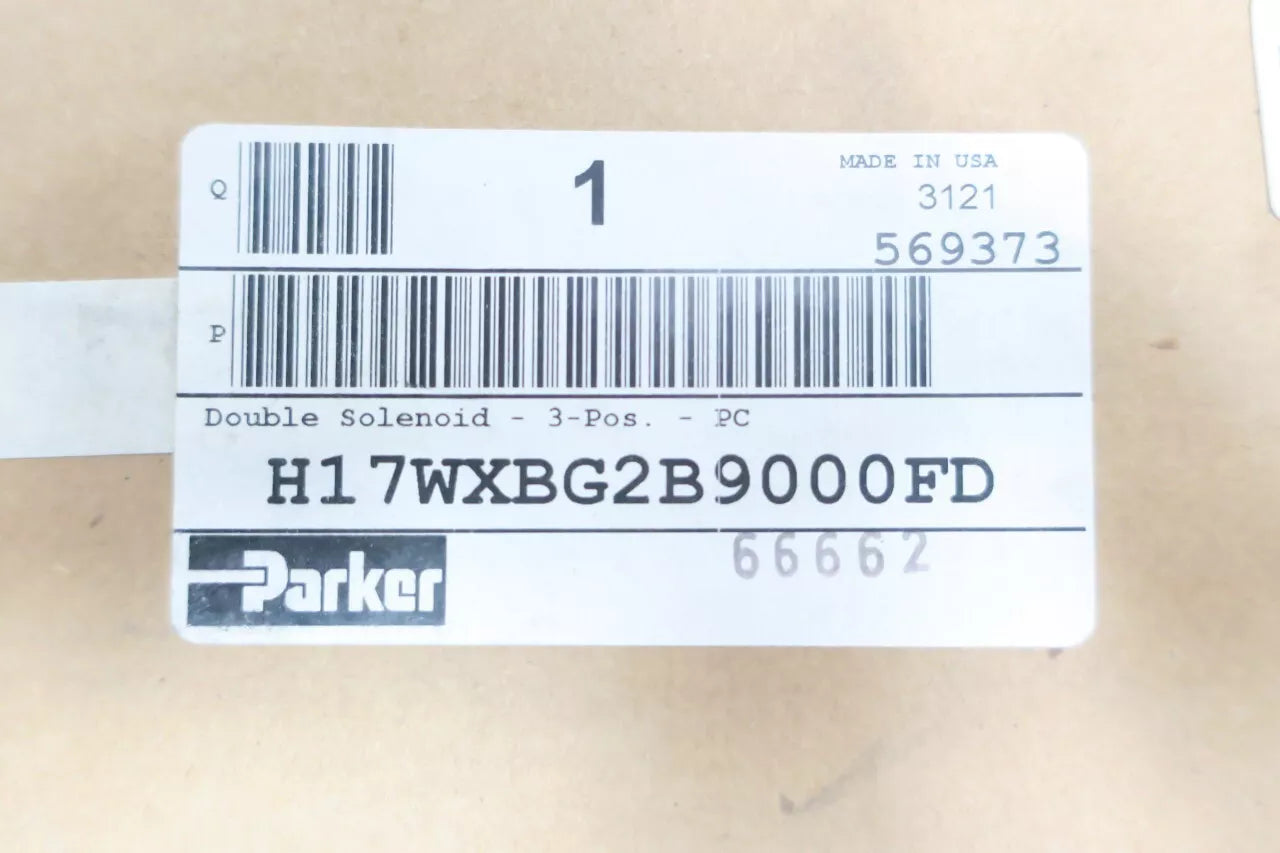 Q
1
MADE IN USA
3121
569373
P
Double Solenoid - 3-Pos. - PC
H17WXBG2B9000FD
Parker
66662